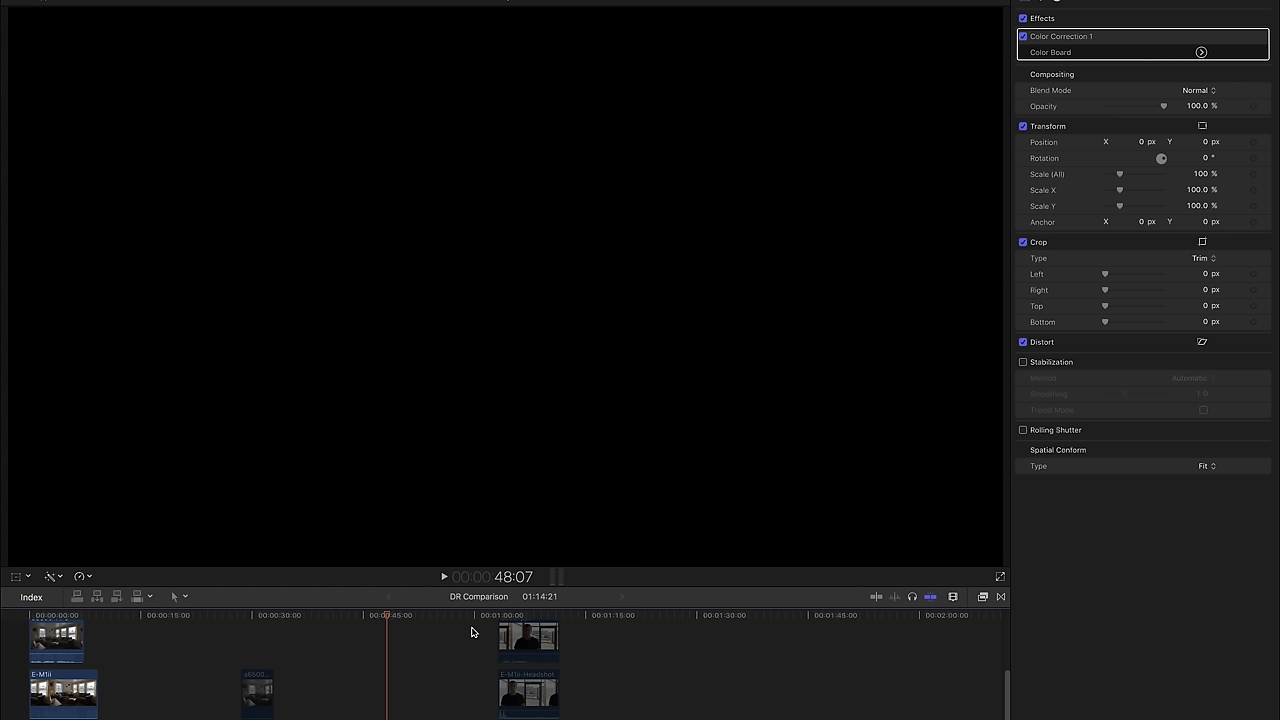 Effects
Color Correction 1
Color Board
Compositing
Blend Mode Normal
Opacity 100.0 %
Transform
Position X 0 px Y 0 px
Rotation 0 °
Scale (All) 100 %
Scale X 100.0 %
Scale Y 100.0 %
Anchor X 0 px Y 0 px
Crop
Type Trim
Left 0 px
Right 0 px
Top 0 px
Bottom 0 px
Distort
Stabilization
Method Automatic
Smoothing 1.0
Tripod Mode
Rolling Shutter
Spatial Conform
Type Fit
00:00 48:07
Index DR Comparison 01:14:21
00:00:00:00 00:00:15:00 00:00:30:00 00:00:45:00 00:01:00:00 00:01:15:00 00:01:30:00 00:01:45:00 00:02:00:00
E-M1ii a6500... E-M1ii-Headshot